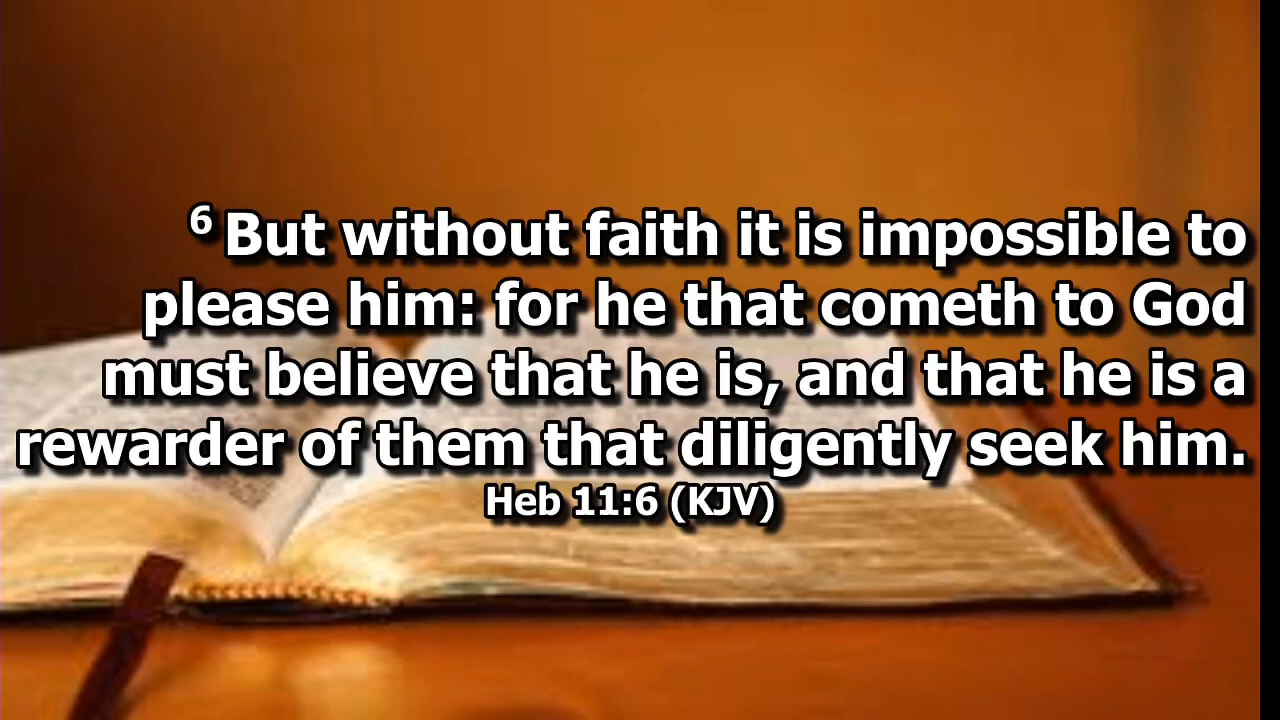 6 But without faith it is impossible to
please him: for he that cometh to God
must believe that he is, and that he is a
rewarder of them that diligently seek him.
Heb 11:6 (KJV)